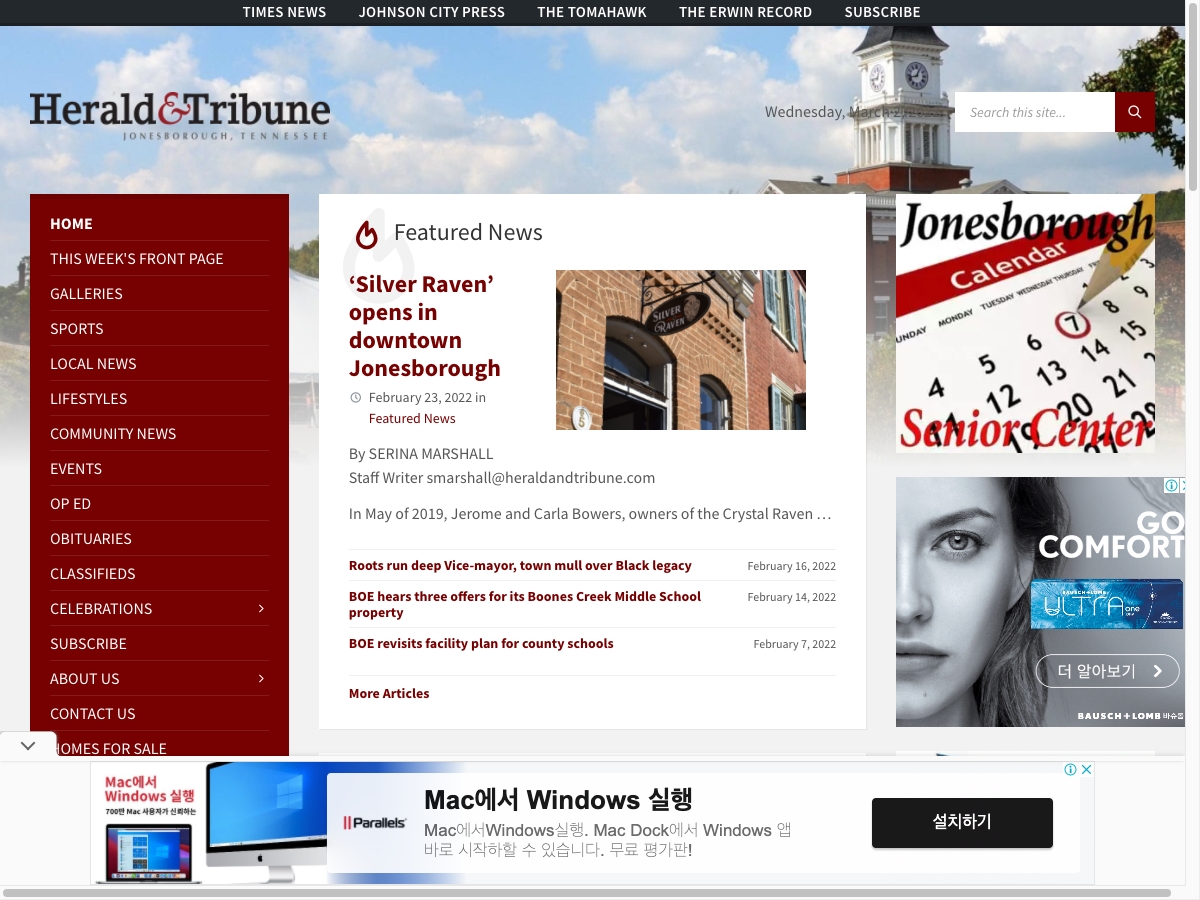 TIMES NEWS JOHNSON CITY PRESS THE TOMAHAWK THE ERWIN RECORD SUBSCRIBE
Herald&Tribune
JONESBOROUGH, TENNESSEE
Wednesday, March
Search this site...
HOME
THIS WEEK'S FRONT PAGE
GALLERIES
SPORTS
LOCAL NEWS
LIFESTYLES
COMMUNITY NEWS
EVENTS
OP ED
OBITUARIES
CLASSIFIEDS
CELEBRATIONS
SUBSCRIBE
ABOUT US
CONTACT US
HOMES FOR SALE
Featured News
‘Silver Raven’
opens in
downtown
Jonesborough
February 23, 2022 in
Featured News
SILVER
RAVEN
5
By SERINA MARSHALL
Staff Writer smarshall@heraldandtribune.com
In May of 2019, Jerome and Carla Bowers, owners of the Crystal Raven …
Roots run deep Vice-mayor, town mull over Black legacy February 16, 2022
BOE hears three offers for its Boones Creek Middle School February 14, 2022
property
BOE revisits facility plan for county schools February 7, 2022
More Articles
Jonesborough
Calendar
UNDAY MONDAY TUESDAY WEDNESDAY THURSDAY
5 6 7 8
4 12 13 14 15
19 20 21 22
Senior Center
GO
COMFORT
BAUSCH+LOMB
ULTRA one
DAY
더 알아보기
BAUSCH + LOMB 바슈롬
Mac에서
Windows 실행
700만 Mac 사용자가 신뢰하는
Parallels
Mac에서 Windows 실행
Mac에서Windows실행. Mac Dock에서 Windows 앱
바로 시작하할 수 있습니다. 무료 평가판!
설치하기